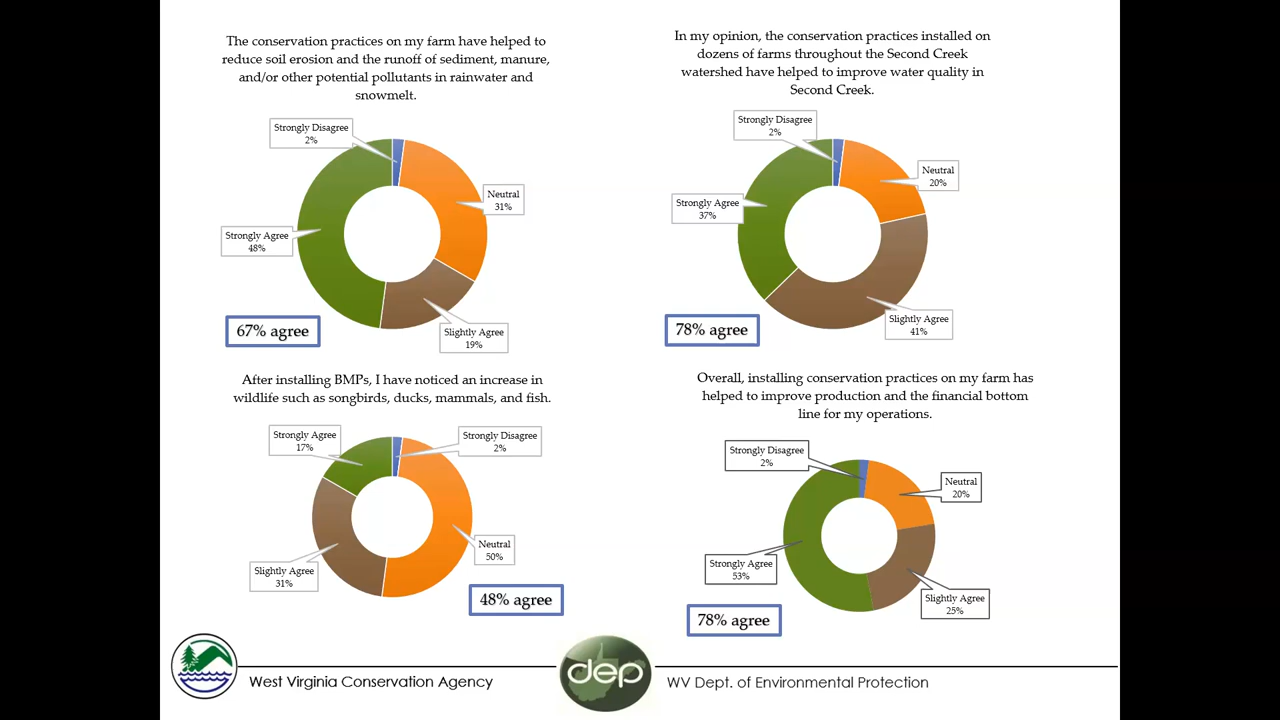 The conservation practices on my farm have helped to
reduce soil erosion and the runoff of sediment, manure,
and/or other potential pollutants in rainwater and
snowmelt.
Strongly Disagree
2%
Neutral
31%
Strongly Agree
48%
Slightly Agree
19%
67% agree
In my opinion, the conservation practices installed on
dozens of farms throughout the Second Creek
watershed have helped to improve water quality in
Second Creek.
Strongly Disagree
2%
Neutral
20%
Strongly Agree
37%
Slightly Agree
41%
78% agree
After installing BMPs, I have noticed an increase in
wildlife such as songbirds, ducks, mammals, and fish.
Strongly Agree
17%
Strongly Disagree
2%
Neutral
50%
Slightly Agree
31%
48% agree
Overall, installing conservation practices on my farm has
helped to improve production and the financial bottom
line for my operations.
Strongly Disagree
2%
Neutral
20%
Strongly Agree
53%
Slightly Agree
25%
78% agree
West Virginia Conservation Agency
dep
WV Dept. of Environmental Protection